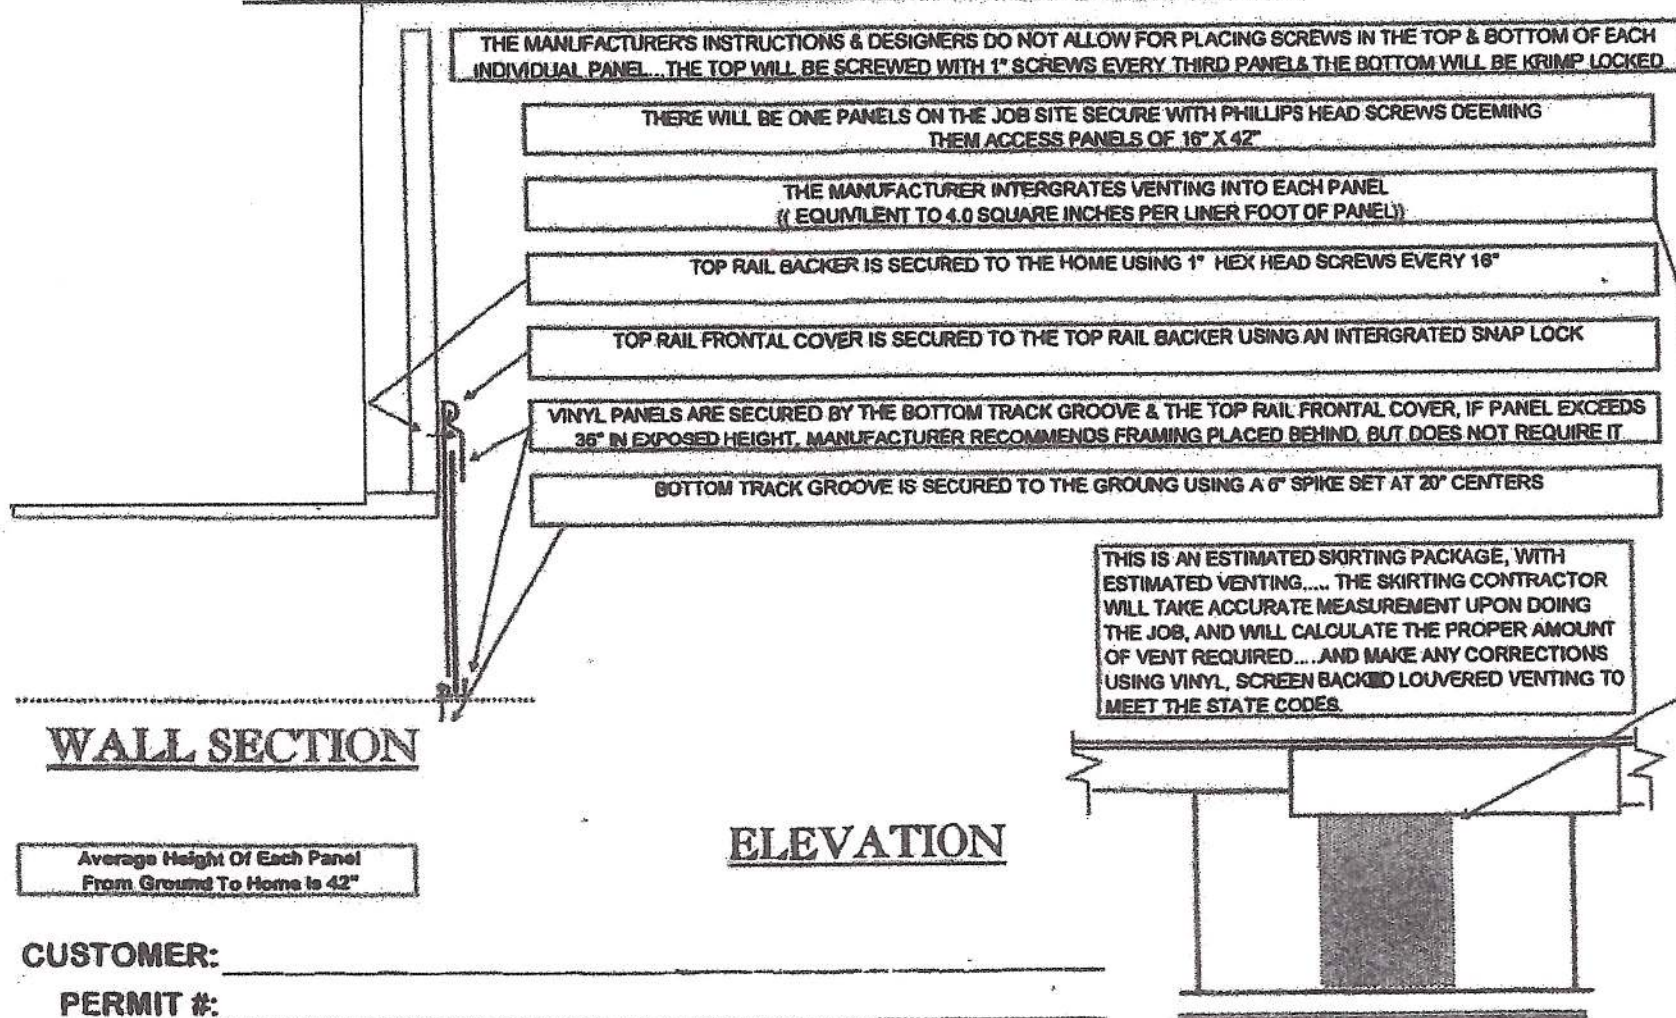 THE MANUFACTURER'S INSTRUCTIONS & DESIGNERS DO NOT ALLOW FOR PLACING SCREWS IN THE TOP & BOTTOM OF EACH
INDIVIDUAL PANEL...THE TOP WILL BE SCREWED WITH 1" SCREWS EVERY THIRD PANEL& THE BOTTOM WILL BE KRIMP LOCKED
THERE WILL BE ONE PANELS ON THE JOB SITE SECURE WITH PHILLIPS HEAD SCREWS DEEMING
THEM ACCESS PANELS OF 16" X 42"
THE MANUFACTURER INTERGRATES VENTING INTO EACH PANEL
(( EQUIVILENT TO 4.0 SQUARE INCHES PER LINER FOOT OF PANEL))
TOP RAIL BACKER IS SECURED TO THE HOME USING 1" HEX HEAD SCREWS EVERY 16"
TOP RAIL FRONTAL COVER IS SECURED TO THE TOP RAIL BACKER USING AN INTERGRATED SNAP LOCK
VINYL PANELS ARE SECURED BY THE BOTTOM TRACK GROOVE & THE TOP RAIL FRONTAL COVER, IF PANEL EXCEEDS
36" IN EXPOSED HEIGHT, MANUFACTURER RECOMMENDS FRAMING PLACED BEHIND, BUT DOES NOT REQUIRE IT
BOTTOM TRACK GROOVE IS SECURED TO THE GROUNG USING A 6" SPIKE SET AT 20" CENTERS
THIS IS AN ESTIMATED SKIRTING PACKAGE, WITH
ESTIMATED VENTING..... THE SKIRTING CONTRACTOR
WILL TAKE ACCURATE MEASUREMENT UPON DOING
THE JOB, AND WILL CALCULATE THE PROPER AMOUNT
OF VENT REQUIRED.....AND MAKE ANY CORRECTIONS
USING VINYL, SCREEN BACKED LOUVERED VENTING TO
MEET THE STATE CODES.
WALL SECTION
ELEVATION
Average Height Of Each Panel
From Ground To Home is 42"
CUSTOMER:
PERMIT #: